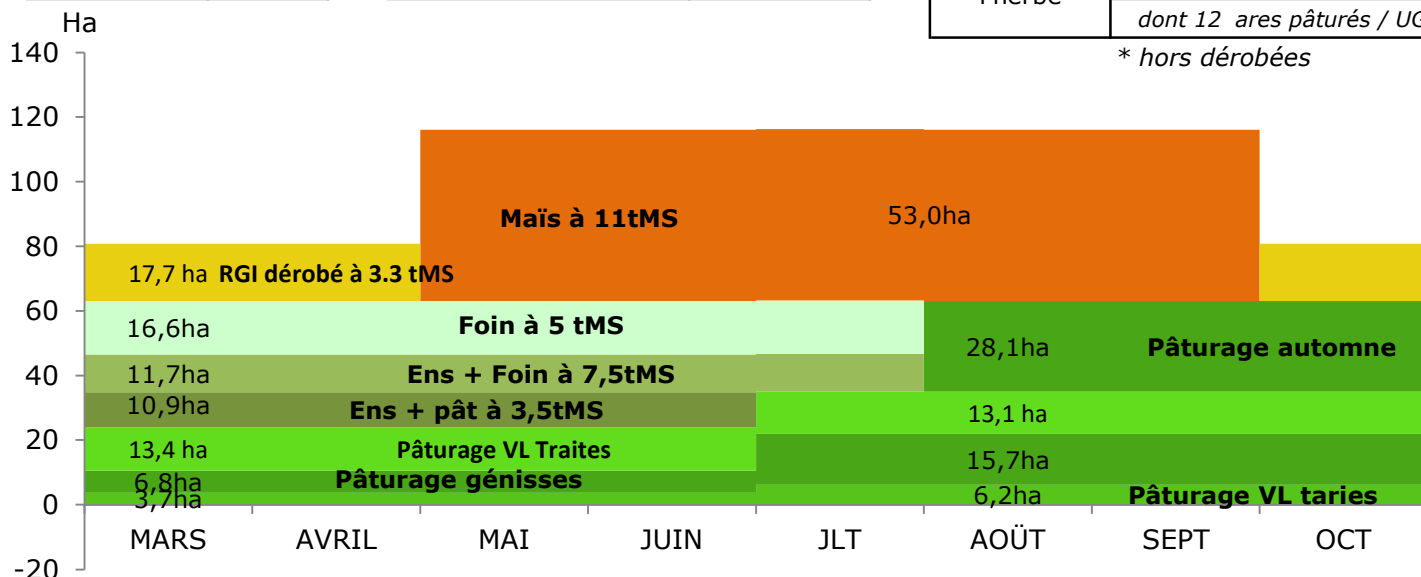 dont 12 ares pâturés / UG
* hors dérobées
Ha
140
120
100
80
60
40
20
0
-20
Maïs à 11tMS
53,0ha
17,7 ha RGI dérobé à 3.3 tMS
16,6ha
Foin à 5 tMS
28,1ha
Pâturage automne
11,7ha
Ens + Foin à 7,5tMS
10,9ha
Ens + pât à 3,5tMS
13,1 ha
13,4 ha
Pâturage VL Traites
15,7ha
6,8ha
Pâturage génisses
3,7ha
6,2ha
Pâturage VL taries
MARS AVRIL MAI JUIN JLT AOÜT SEPT OCT